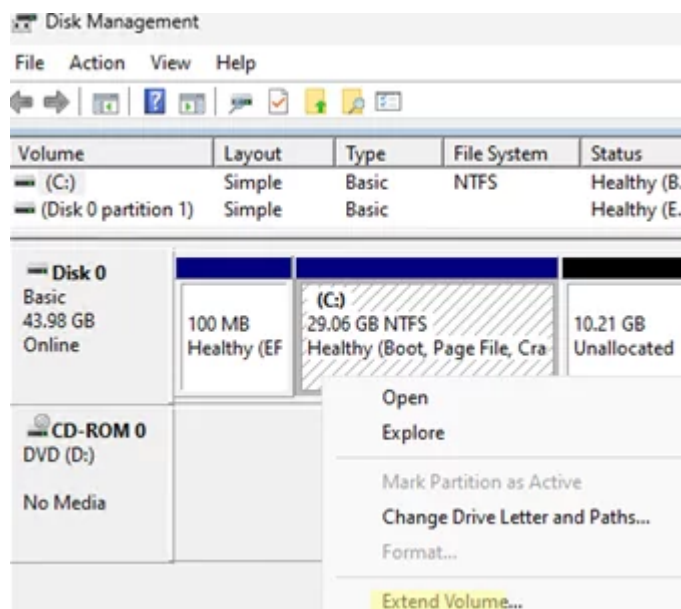 Disk Management
File Action View Help
Volume Layout Type File System Status
(C:) Simple Basic NTFS Healthy (B.
(Disk 0 partition 1) Simple Basic Healthy (E.
Disk 0
Basic
43.98 GB
Online
100 MB
Healthy (EF
(C:)
29.06 GB NTFS
Healthy (Boot, Page File, Cra
10.21 GB
Unallocated
CD-ROM 0
DVD (D:)
No Media
Open
Explore
Mark Partition as Active
Change Drive Letter and Paths...
Format...
Extend Volume...